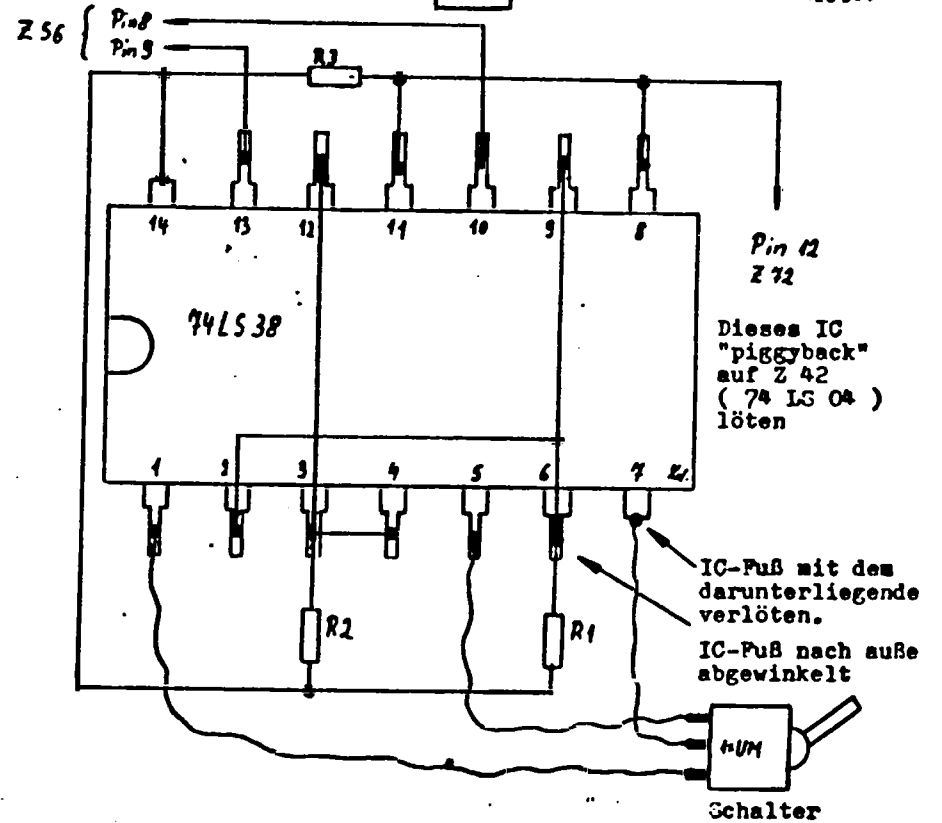 Z 56
Pin 8
Pin 9
R3
14
13
12
11
10
9
8
Pin 12
Z 72
74LS38
Dieses IC
"piggyback"
auf Z 42
( 74 LS 04 )
löten
1
2
3
4
5
6
7
R2
R1
IC-Fuß mit dem
darunterliegende
verlöten.
IC-Fuß nach auße
abgewinkelt
1×UM
Schalter